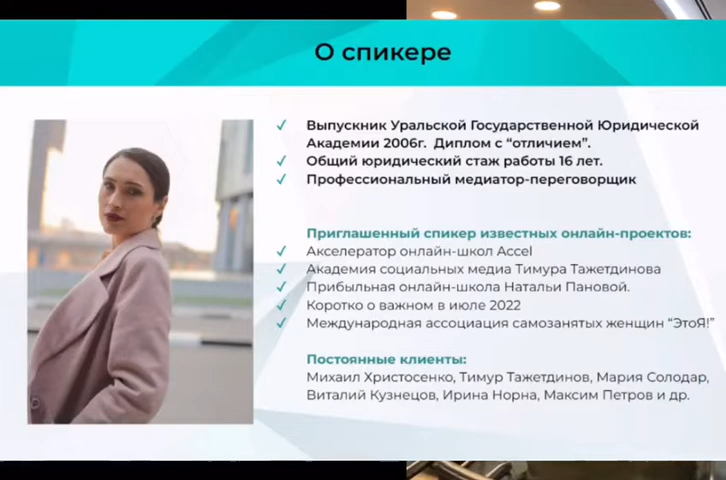 О спикере
Выпускник Уральской Государственной Юридической
Академии 2006г. Диплом с “отличием”.
Общий юридический стаж работы 16 лет.
Профессиональный медиатор-переговорщик
Приглашенный спикер известных онлайн-проектов:
Акселератор онлайн-школ Accel
Академия социальных медиа Тимура Тажетдинова
Прибыльная онлайн-школа Натальи Пановой.
Коротко о важном в июле 2022
Международная ассоциация самозанятых женщин “ЭтоЯ!”
Постоянные клиенты:
Михаил Христосенко, Тимур Тажетдинов, Мария Солодар,
Виталий Кузнецов, Ирина Норна, Максим Петров и др.